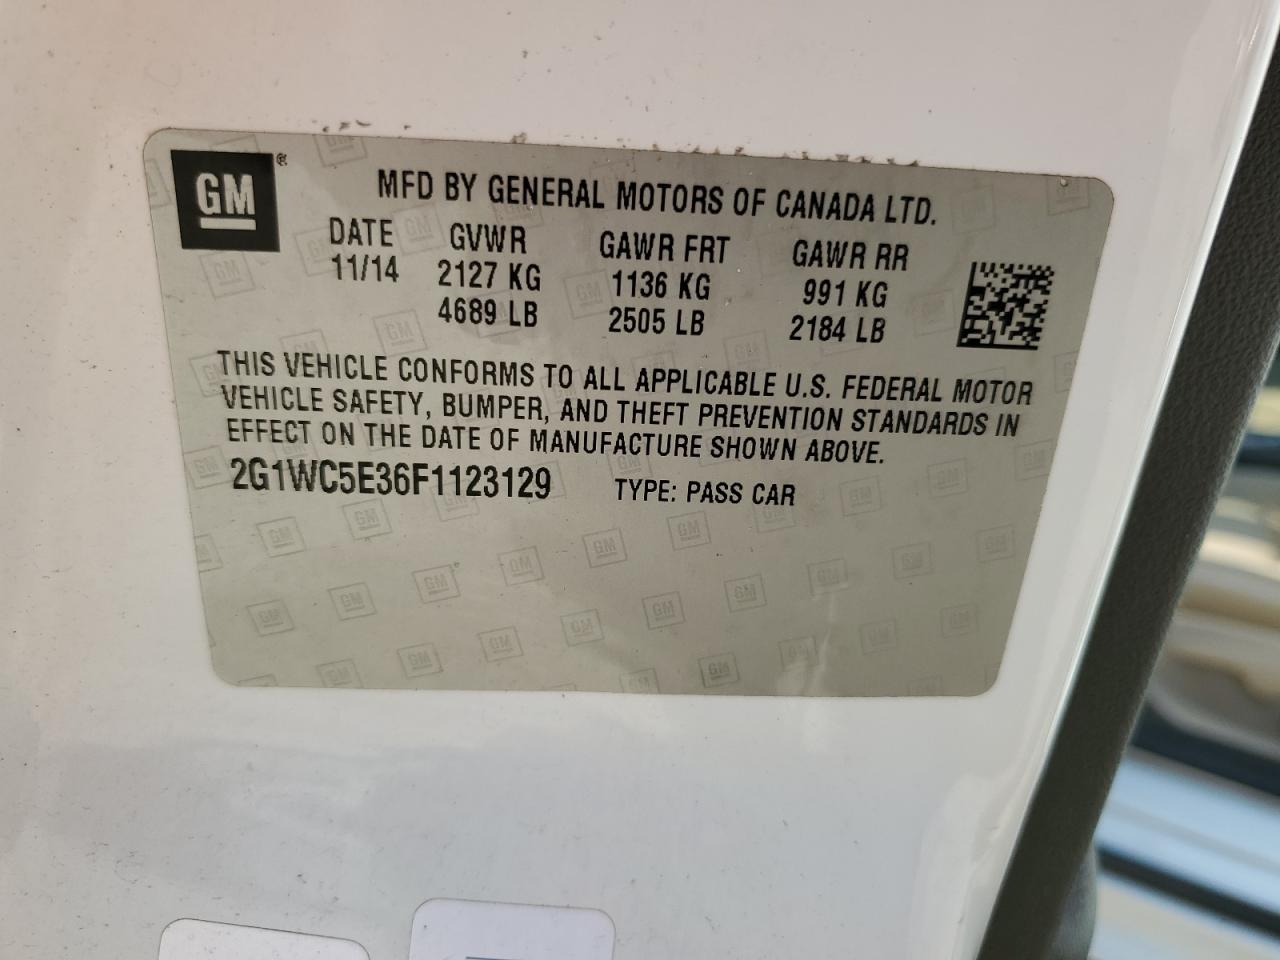 GM ®
MFD BY GENERAL MOTORS OF CANADA LTD.
DATE GVWR GAWR FRT GAWR RR
11/14 2127 KG 1136 KG 991 KG
4689 LB 2505 LB 2184 LB
THIS VEHICLE CONFORMS TO ALL APPLICABLE U.S. FEDERAL MOTOR
VEHICLE SAFETY, BUMPER, AND THEFT PREVENTION STANDARDS IN
EFFECT ON THE DATE OF MANUFACTURE SHOWN ABOVE.
2G1WC5E36F1123129 TYPE: PASS CAR